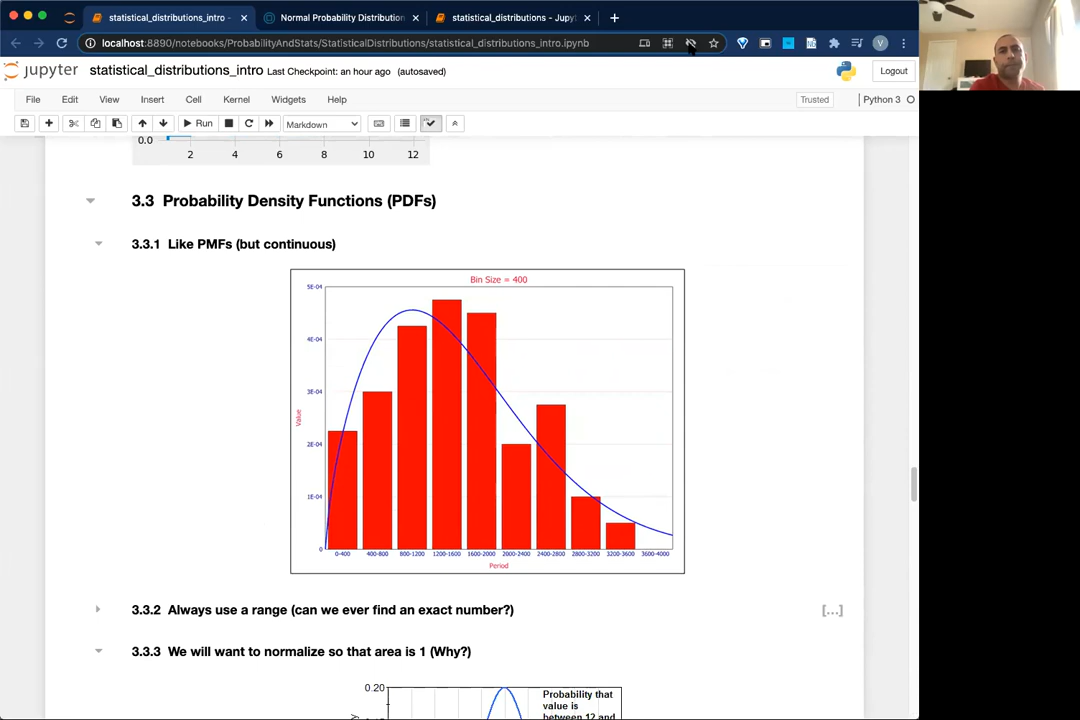 statistical_distributions_intro -
Normal Probability Distribution
statistical_distributions - Jupyt
localhost:8890/notebooks/ProbabilityAndStats/StatisticalDistributions/statistical_distributions_intro.ipynb
V
jupyter statistical_distributions_intro Last Checkpoint: an hour ago (autosaved)
Logout
File Edit View Insert Cell Kernel Widgets Help
Trusted
Python 3
Run
Markdown
0.0
2 4 6 8 10 12
3.3 Probability Density Functions (PDFs)
3.3.1 Like PMFs (but continuous)
Bin Size = 400
5E-04
4E-04
3E-04
Value
2E-04
1E-04
0
0-400 400-800 800-1200 1200-1600 1600-2000 2000-2400 2400-2800 2800-3200 3200-3600 3600-4000
Period
3.3.2 Always use a range (can we ever find an exact number?)
[...]
3.3.3 We will want to normalize so that area is 1 (Why?)
0.20
Probability that
value is
between 12 and